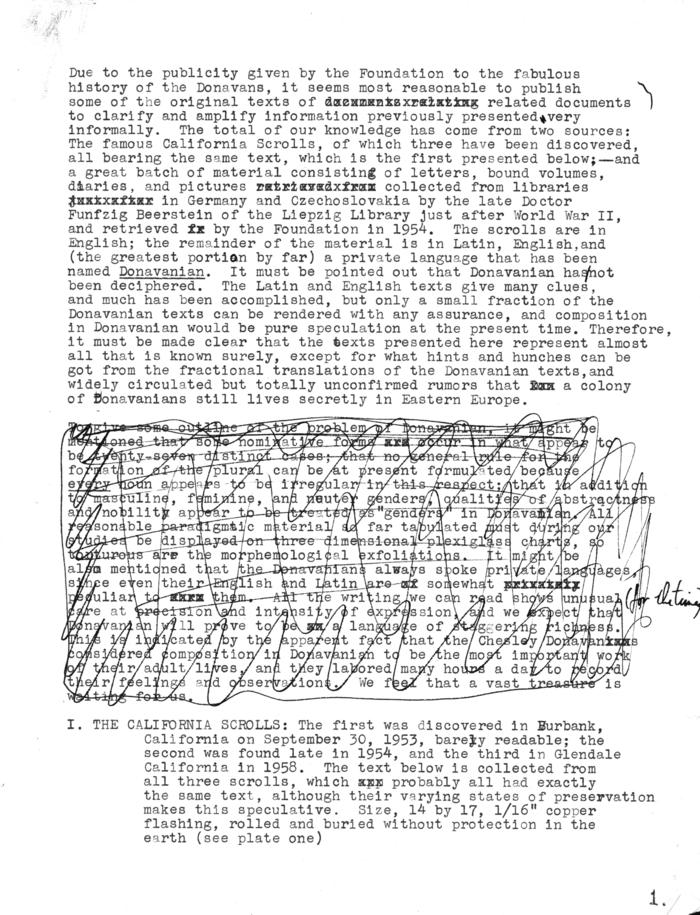 Due to the publicity given by the Foundation to the fabulous
history of the Donavans, it seems most reasonable to publish
some of the original texts of related documents
to clarify and amplify information previously presented very
informally. The total of our knowledge has come from two sources:
The famous California Scrolls, of which three have been discovered,
all bearing the same text, which is the first presented below;—and
a great batch of material consisting of letters, bound volumes,
diaries, and pictures collected from libraries
in Germany and Czechoslovakia by the late Doctor
Funfzig Beerstein of the Liepzig Library just after World War II,
and retrieved by the Foundation in 1954. The scrolls are in
English; the remainder of the material is in Latin, English,and
(the greatest portion by far) a private language that has been
named Donavanian. It must be pointed out that Donavanian has/not
been deciphered. The Latin and English texts give many clues,
and much has been accomplished, but only a small fraction of the
Donavanian texts can be rendered with any assurance, and composition
in Donavanian would be pure speculation at the present time. Therefore,
it must be made clear that the texts presented here represent almost
all that is known surely, except for what hints and hunches can be
got from the fractional translations of the Donavanian texts,and
widely circulated but totally unconfirmed rumors that a colony
of Donavanians still lives secretly in Eastern Europe.
To give some outline of the problem of Donavanian, it might be
mentioned that some nominative forms occur in what appear to
be twenty-seven distinct cases; that no general rule for the
formation of the plural can be at present formulated because
every noun appears to be irregular in this respect; that in addition
to masculine, feminine, and neuter genders, qualities of abstractness
and nobility appear to be treated as "genders" in Donavanian. All
reasonable paradigmtic material so far tabulated must during our
studies be displayed on three dimensional plexiglass charts, so
are the morphological exfoliations. It might be
also mentioned that the Donavanians always spoke private languages
since even their English and Latin are somewhat
peculiar to them. All the writing we can read shows unusual (for the time)
care at precision and intensity of expression, and we expect that
Donavanian will prove to be a language of staggering richness.
This is indicated by the apparent fact that the Chesley Donavans
considered composition in Donavanian to be the most important work
of their adult lives, and they labored many hours a day to record
their feelings and observations. We feel that a vast treasure is
waiting for us.
I. THE CALIFORNIA SCROLLS: The first was discovered in Burbank,
California on September 30, 1953, barely readable; the
second was found late in 1954, and the third in Glendale
California in 1958. The text below is collected from
all three scrolls, which probably all had exactly
the same text, although their varying states of preservation
makes this speculative. Size, 14 by 17, 1/16" copper
flashing, rolled and buried without protection in the
earth (see plate one)
1.